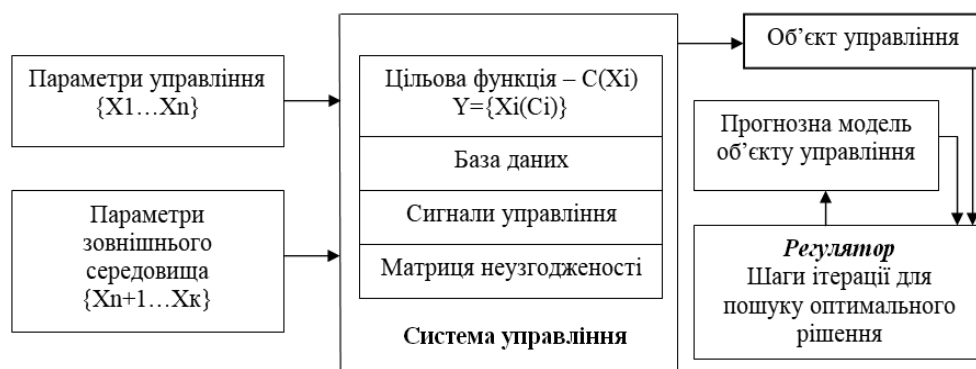 Параметри управління
{X1…Xn}
Параметри
зовнішнього
середовища
{Xn+1…Xк}
Цільова функція – C(Xi)
Y={Xi(Ci)}
База даних
Сигнали управління
Матриця неузгодженості
Система управління
Об’єкт управління
Прогнозна модель
об’єкту управління
Регулятор
Шаги ітерації для
пошуку оптимального
рішення